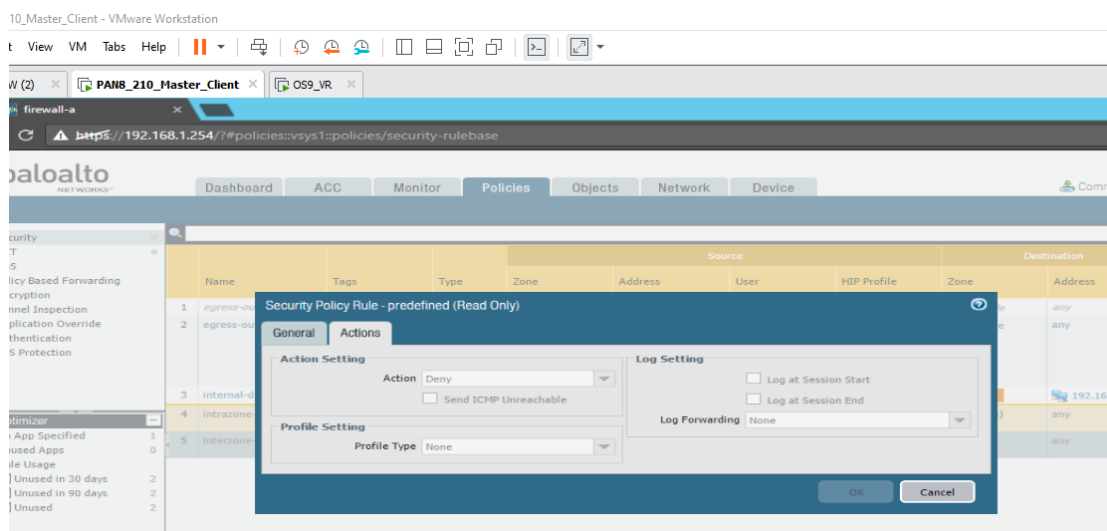 10_Master_Client - VMware Workstation
t View VM Tabs Help
W (2) PAN8_210_Master_Client OS9_VR
firewall-a
https://192.168.1.254/?#policies::vsys1::policies/security-rulebase
paloalto
NETWORKS
Dashboard ACC Monitor Policies Objects Network Device
Comm
curity
T
S
licy Based Forwarding
cryption
nnel Inspection
plication Override
thentication
S Protection
Source Destination
Name Tags Type Zone Address User HIP Profile Zone Address
1 egress-ou any
2 egress-ou any
3 internal-d 192.16
4 intrazone- any
5 interzone- any
Security Policy Rule - predefined (Read Only)
General Actions
Action Setting
Action Deny
Send ICMP Unreachable
Profile Setting
Profile Type None
Log Setting
Log at Session Start
Log at Session End
Log Forwarding None
OK Cancel
timizer
App Specified 1
used Apps 0
le Usage
Unused in 30 days 2
Unused in 90 days 2
Unused 2